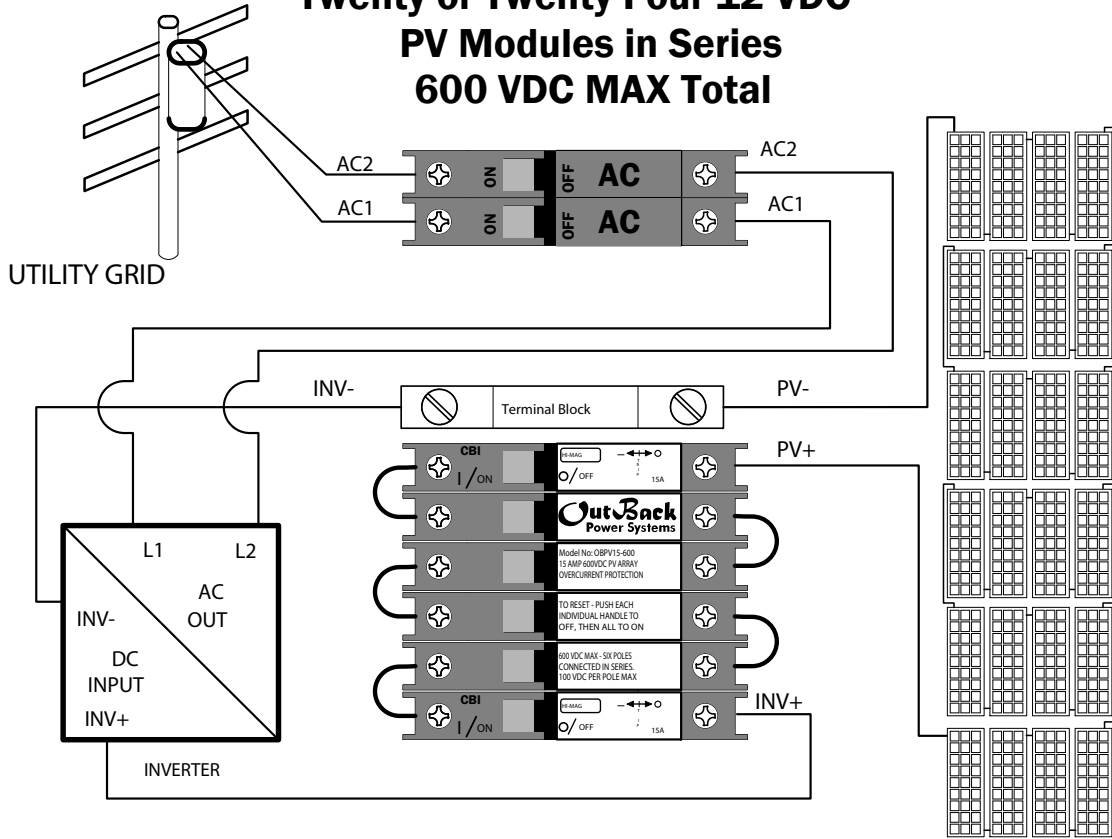 Twenty or Twenty Four 12 VDC
PV Modules in Series
600 VDC MAX Total
AC2
AC1
ON
OFF
AC
AC2
ON
OFF
AC
AC1
UTILITY GRID
INV-
Terminal Block
PV-
CBI
I/ON
HI-MAG
O/OFF
15A
PV+
OutBack
Power Systems
Model No: OBPV15-600
15 AMP 600VDC PV ARRAY
OVERCURRENT PROTECTION
TO RESET - PUSH EACH
INDIVIDUAL HANDLE TO
OFF, THEN ALL TO ON
600 VDC MAX - SIX POLES
CONNECTED IN SERIES.
100 VDC PER POLE MAX
CBI
I/ON
HI-MAG
O/OFF
15A
INV+
L1
L2
AC
OUT
INV-
DC
INPUT
INV+
INVERTER